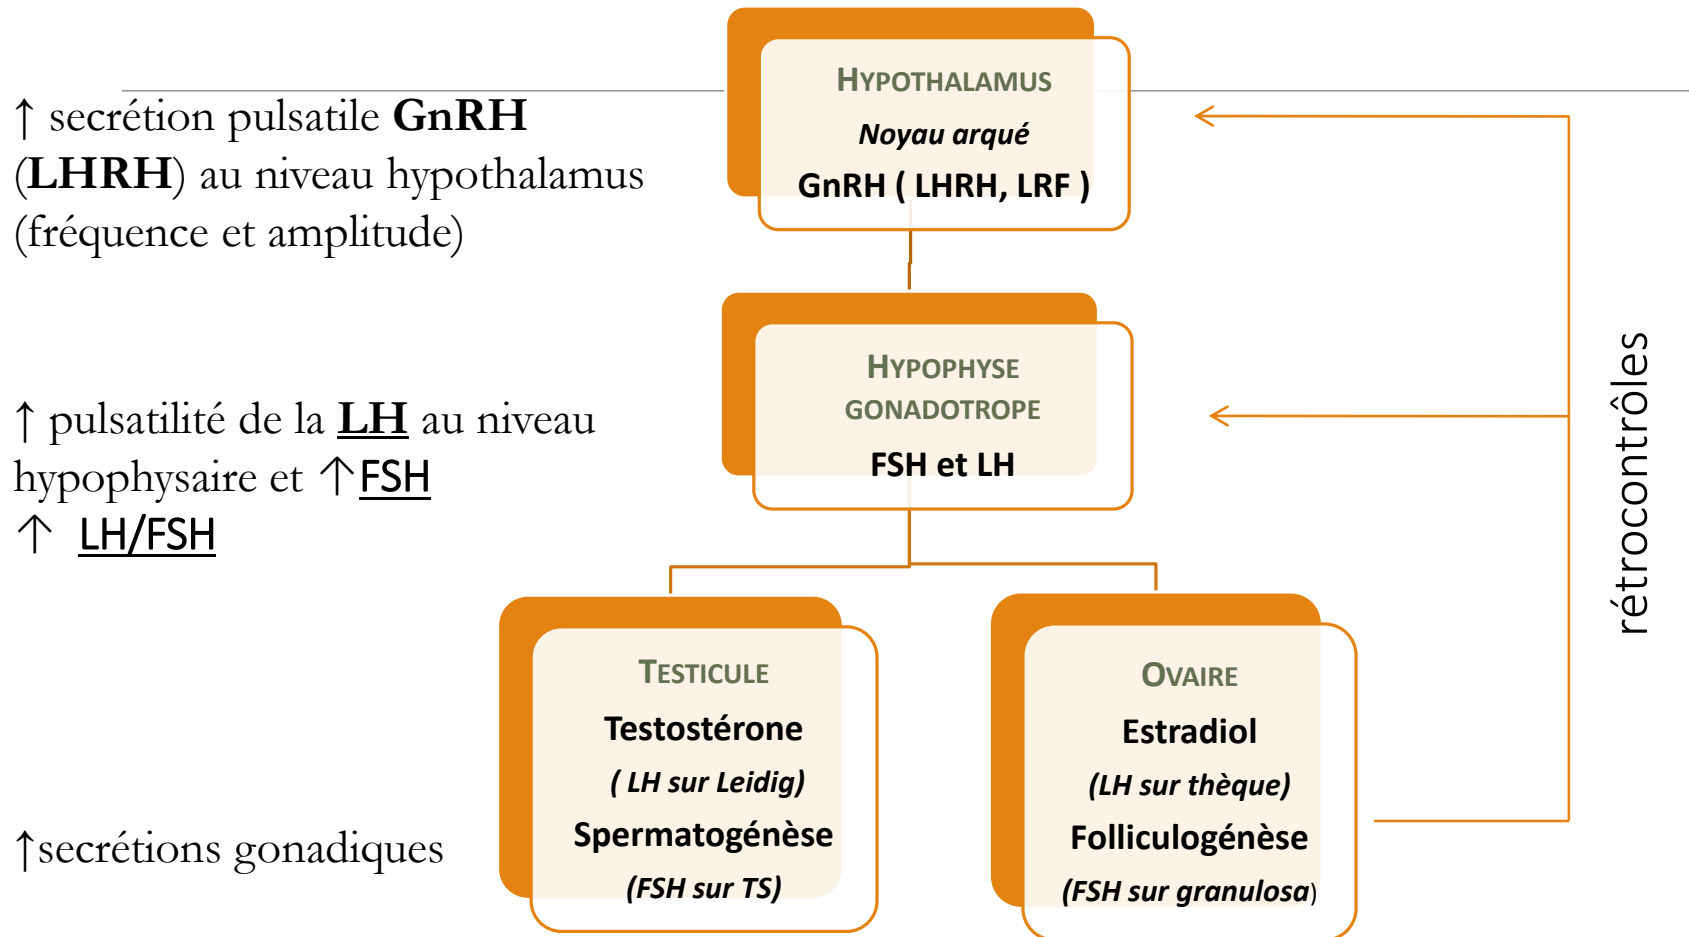 ↑ secrétion pulsatile GnRH
(LHRH) au niveau hypothalamus
(fréquence et amplitude)
↑ pulsatilité de la LH au niveau
hypophysaire et ↑FSH
↑ LH/FSH
↑secrétions gonadiques
HYPOTHALAMUS
Noyau arqué
GnRH ( LHRH, LRF )
HYPOPHYSE
GONADOTROPE
FSH et LH
TESTICULE
Testostérone
( LH sur Leidig)
Spermatogénèse
(FSH sur TS)
OVAIRE
Estradiol
(LH sur thèque)
Folliculogénèse
(FSH sur granulosa)
rétrocontrôles